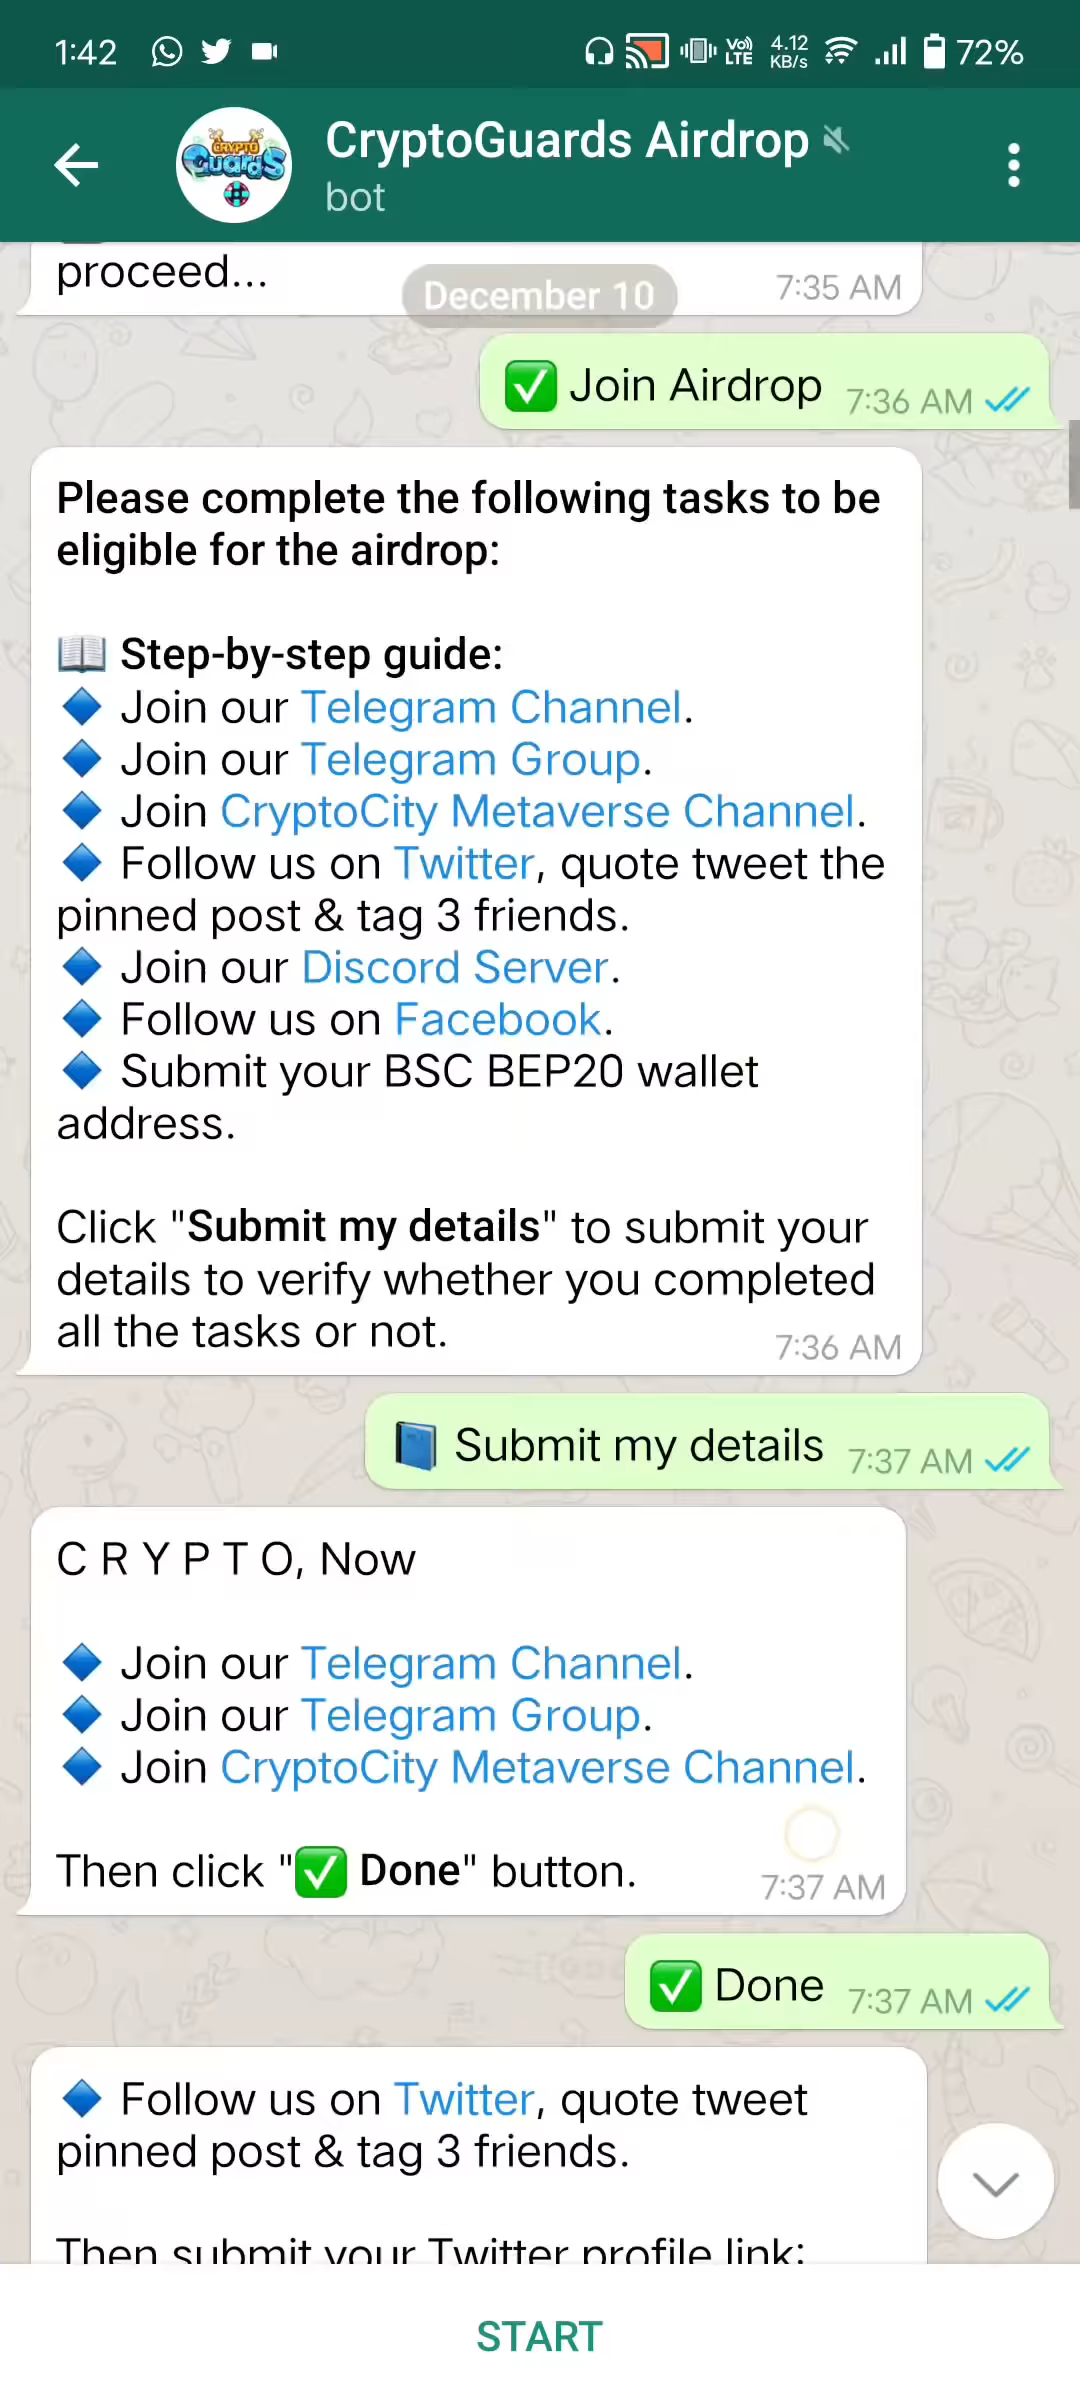 1:42
Vo))
LTE
4.12
KB/s
72%
CRYPTO
GuardS
CryptoGuards Airdrop
bot
proceed...
7:35 AM
December 10
✅ Join Airdrop 7:36 AM
Please complete the following tasks to be
eligible for the airdrop:
📖 Step-by-step guide:
🔷 Join our Telegram Channel.
🔷 Join our Telegram Group.
🔷 Join CryptoCity Metaverse Channel.
🔷 Follow us on Twitter, quote tweet the
pinned post & tag 3 friends.
🔷 Join our Discord Server.
🔷 Follow us on Facebook.
🔷 Submit your BSC BEP20 wallet
address.
Click "Submit my details" to submit your
details to verify whether you completed
all the tasks or not.
7:36 AM
📘 Submit my details 7:37 AM
C R Y P T O, Now
🔷 Join our Telegram Channel.
🔷 Join our Telegram Group.
🔷 Join CryptoCity Metaverse Channel.
Then click "✅ Done" button.
7:37 AM
✅ Done 7:37 AM
🔷 Follow us on Twitter, quote tweet
pinned post & tag 3 friends.
Then submit your Twitter profile link:
START